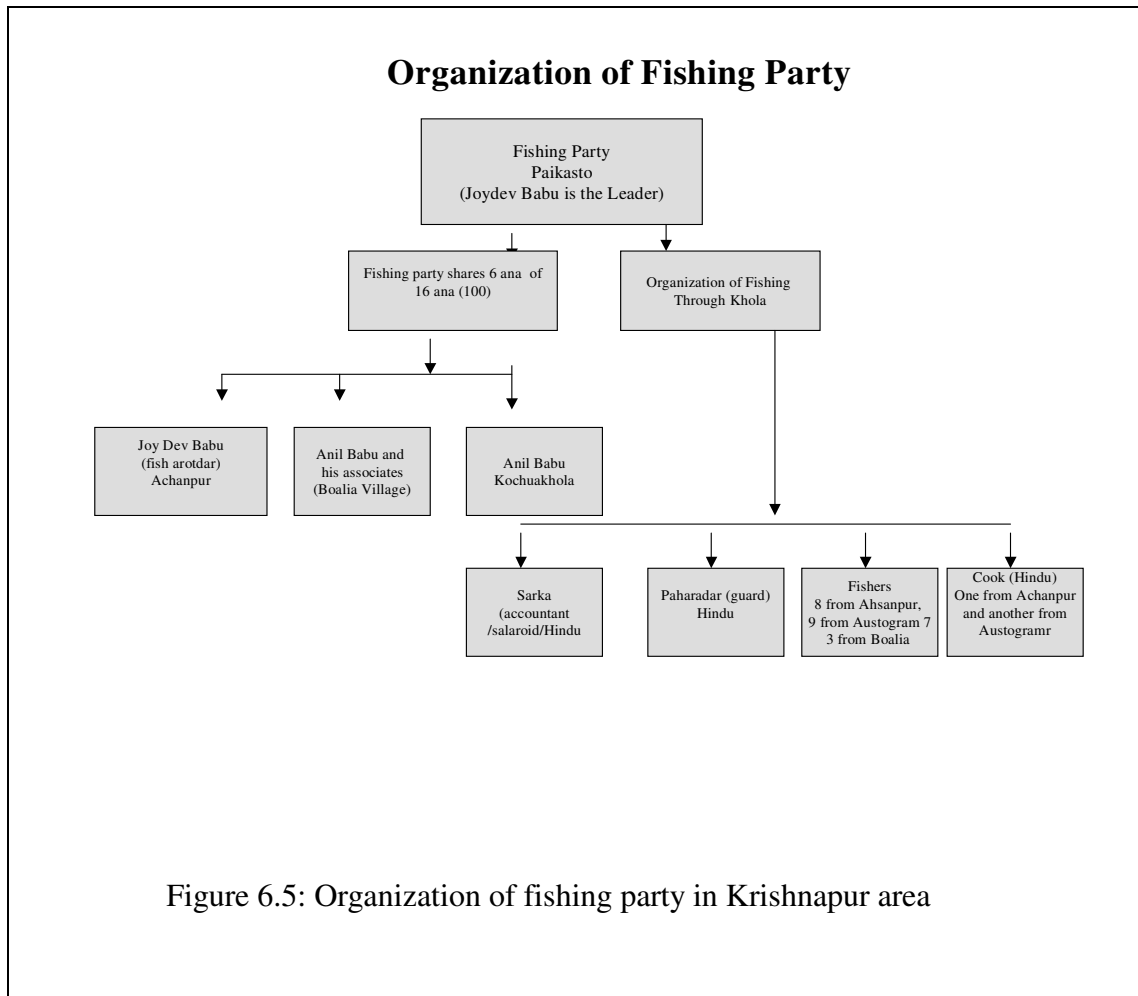 Organization of Fishing Party
Fishing Party
Paikasto
(Joydev Babu is the Leader)
Fishing party shares 6 ana of
16 ana (100)
Organization of Fishing
Through Khola
Joy Dev Babu
(fish arotdar)
Achanpur
Anil Babu and
his associates
(Boalia Village)
Anil Babu
Kochuakhola
Sarka
(accountant
/salaroid/Hindu
Paharadar (guard)
Hindu
Fishers
8 from Ahsanpur,
9 from Austogram 7
3 from Boalia
Cook (Hindu)
One from Achanpur
and another from
Austogramr
Figure 6.5: Organization of fishing party in Krishnapur area